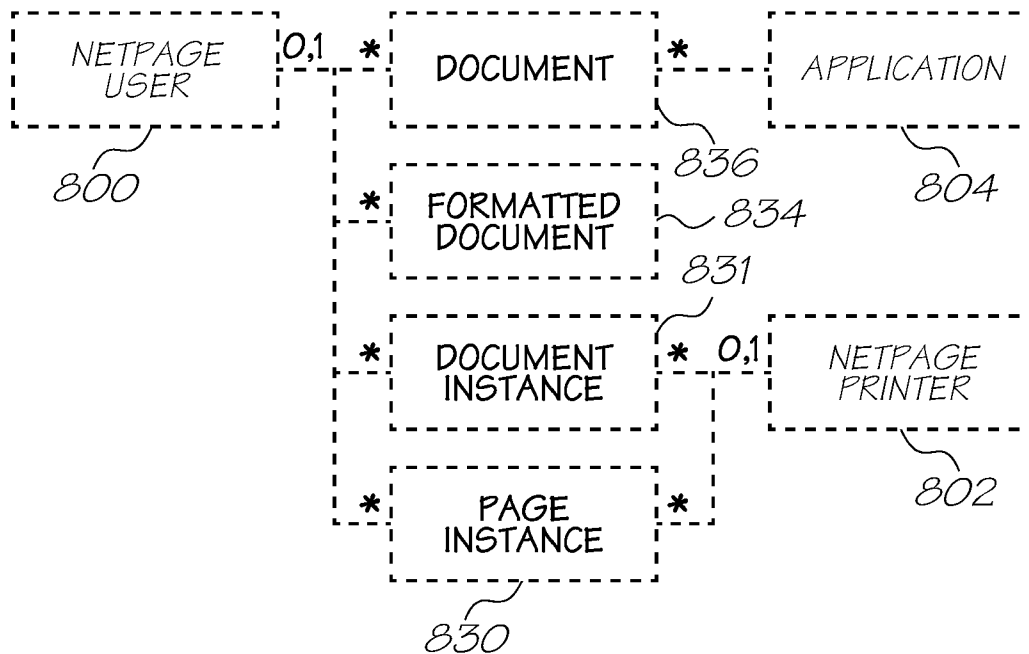 NETPAGE
USER
0,1
*
DOCUMENT
*
APPLICATION
800
836
804
*
FORMATTED
DOCUMENT
834
831
*
DOCUMENT
INSTANCE
*
0,1
NETPAGE
PRINTER
802
*
PAGE
INSTANCE
*
830